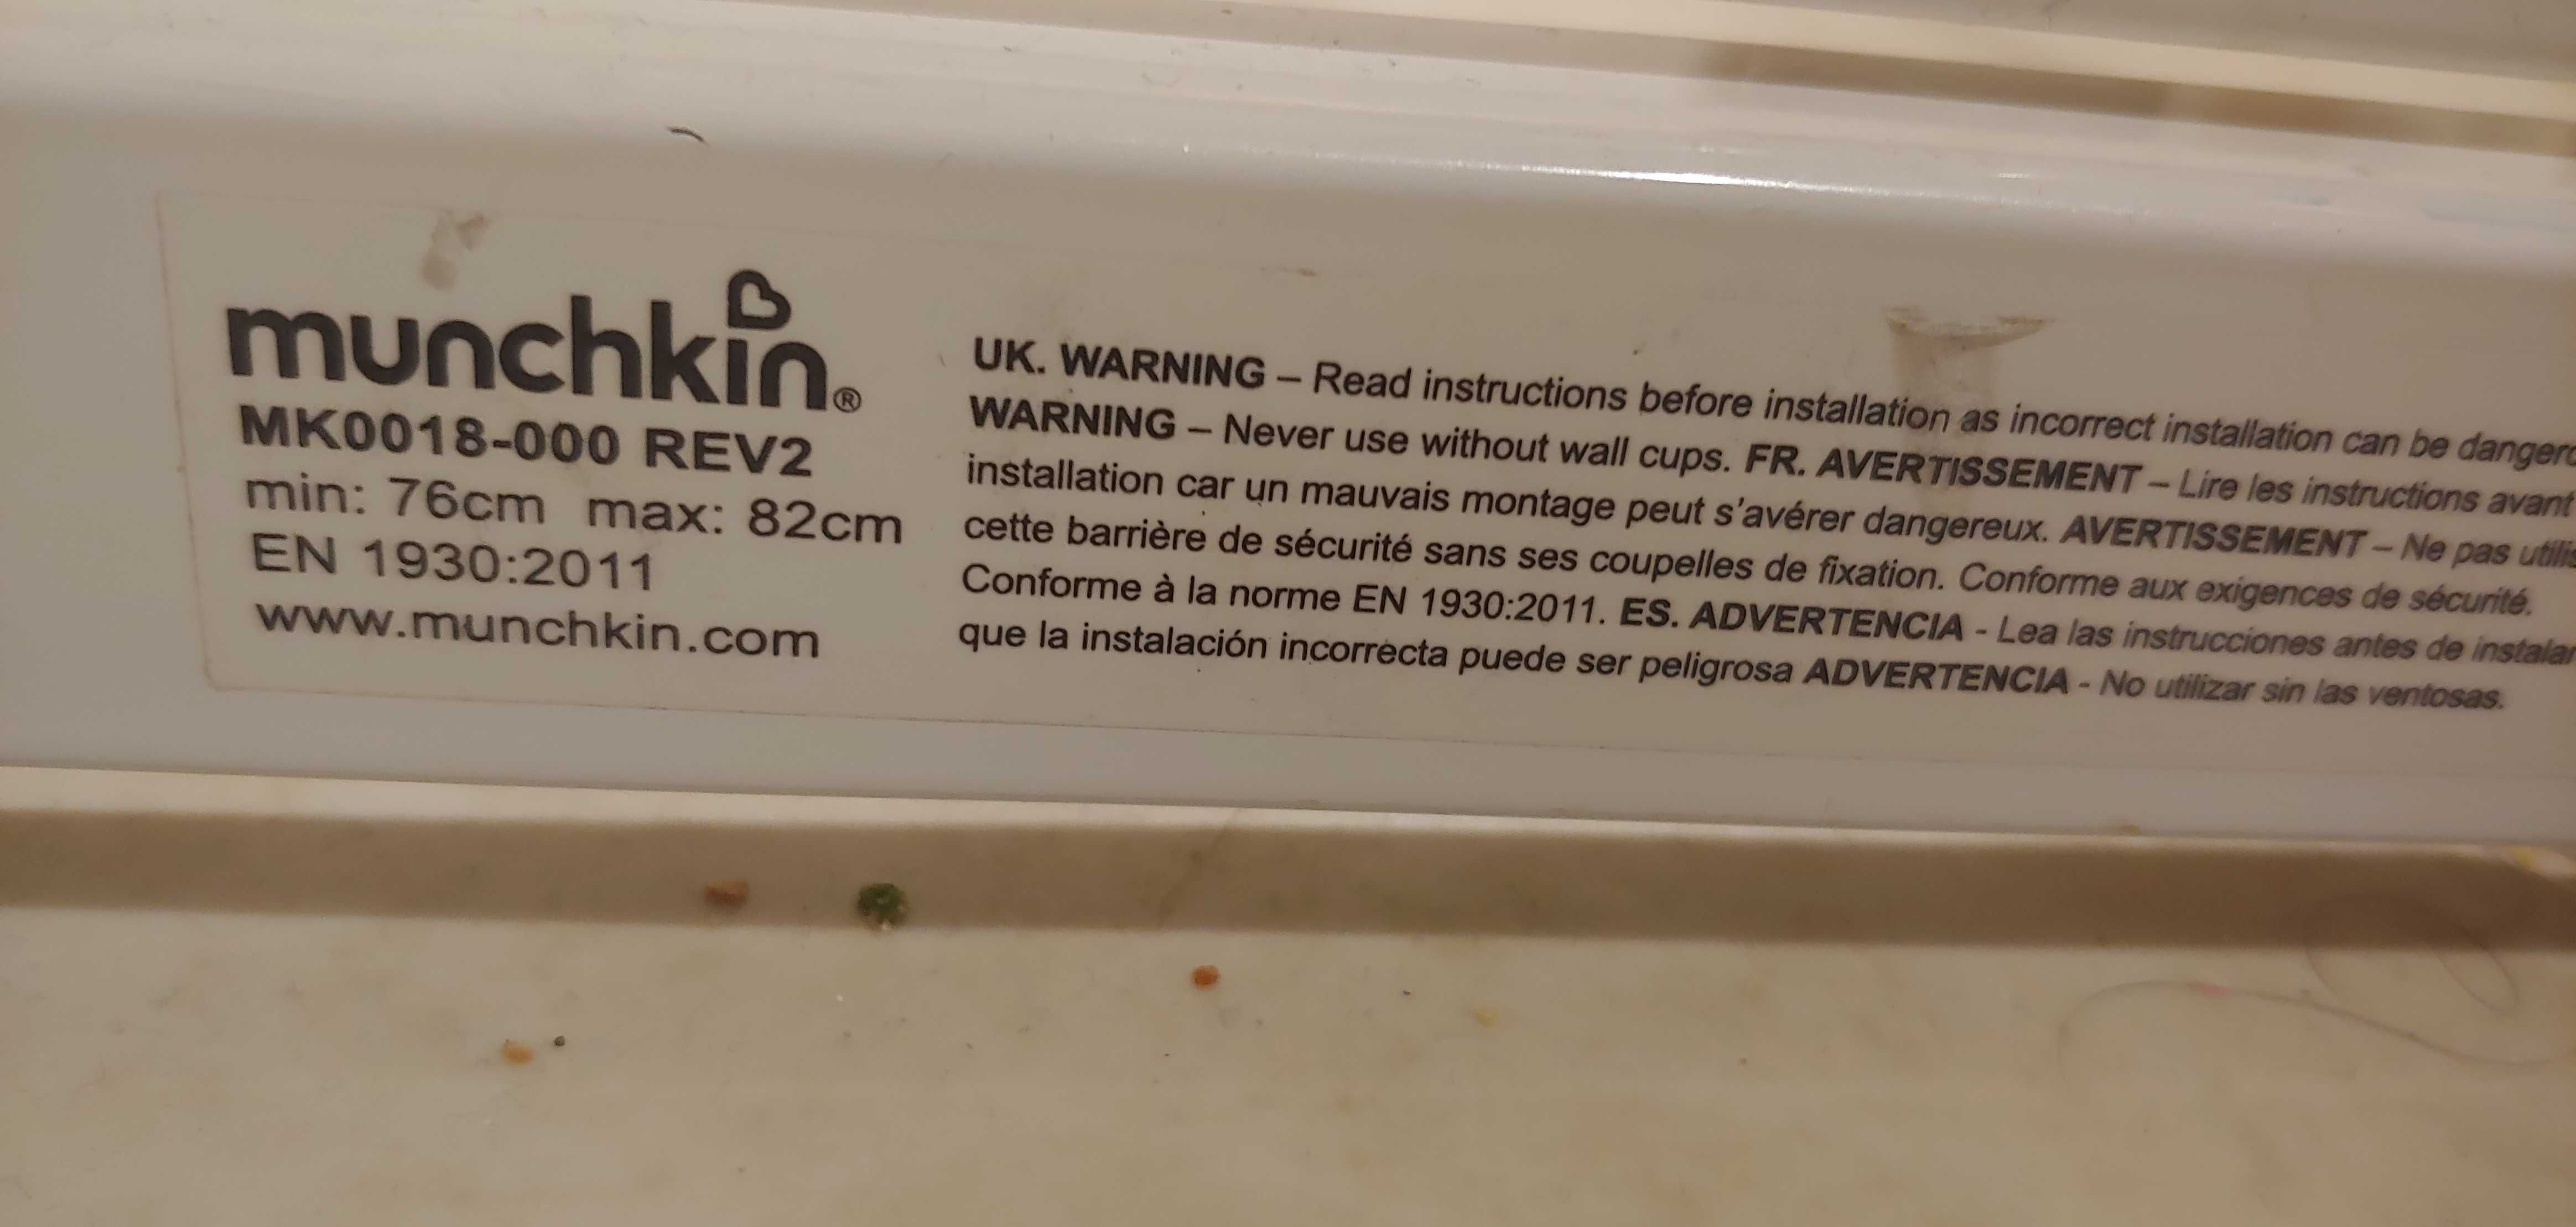 munchkin®
MK0018-000 REV2
min: 76cm max: 82cm
EN 1930:2011
www.munchkin.com
UK. WARNING – Read instructions before installation as incorrect installation can be
WARNING – Never use without wall cups. FR. AVERTISSEMENT – Lire les instructions avant
installation car un mauvais montage peut s'avérer dangereux. AVERTISSEMENT – Ne pas
cette barrière de sécurité sans ses coupelles de fixation. Conforme aux exigences de sécurité.
Conforme à la norme EN 1930:2011. ES. ADVERTENCIA - Lea las instrucciones antes de instalar
que la instalación incorrecta puede ser peligrosa ADVERTENCIA - No utilizar sin las ventosas.